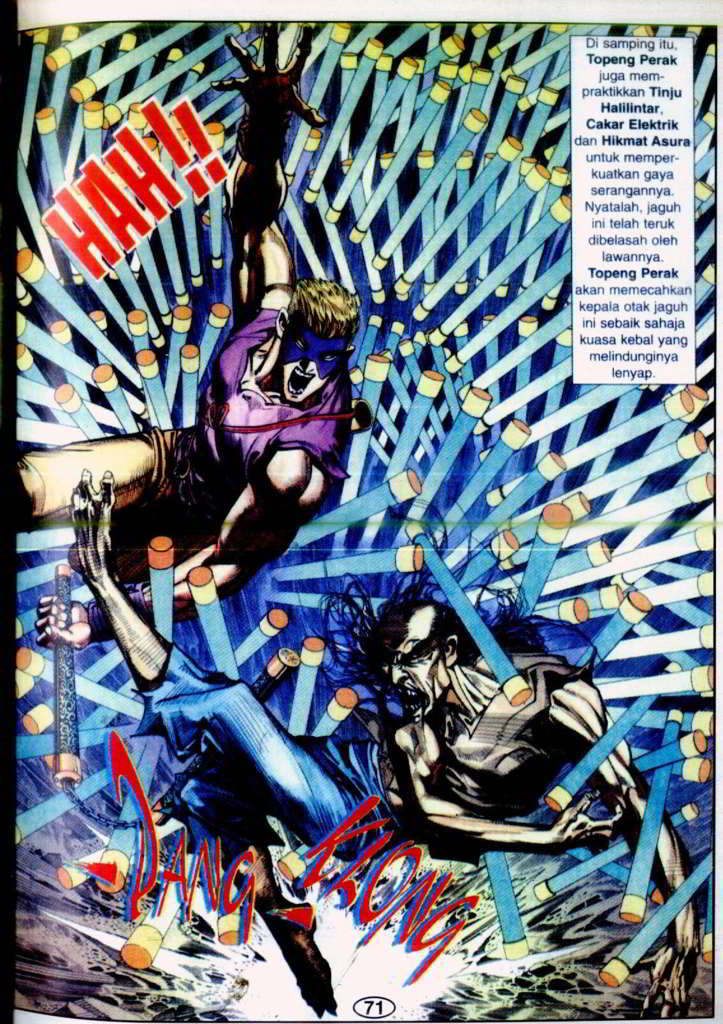 Di samping itu,
Topeng Perak
juga mem-
praktikkan Tinju
Halilintar,
Cakar Elektrik
dan Hikmat Asura
untuk memper-
kuatkan gaya
serangannya.
Nyatalah, jaguh
ini telah teruk
dibelasah oleh
lawannya.
Topeng Perak
akan memecahkan
kepala otak jaguh
ini sebaik sahaja
kuasa kebal yang
melindunginya
lenyap.
HAH!!
DANG
KLONG
71